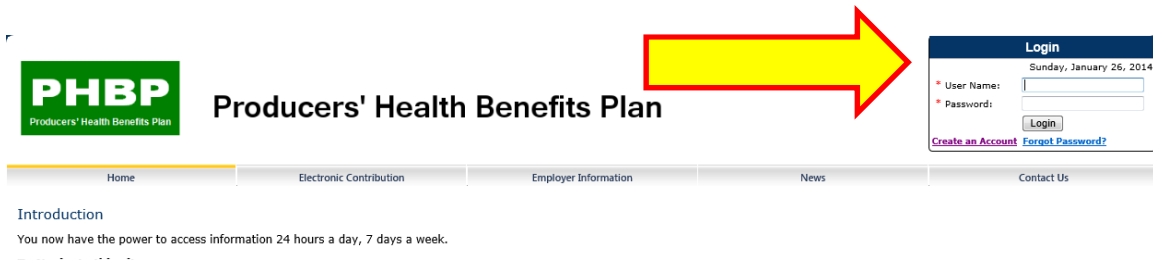 PHBP
Producers' Health Benefits Plan
Producers' Health Benefits Plan
Login
Sunday, January 26, 2014
* User Name:
* Password:
Login
Create an Account Forgot Password?
Home Electronic Contribution Employer Information News Contact Us
Introduction
You now have the power to access information 24 hours a day, 7 days a week.